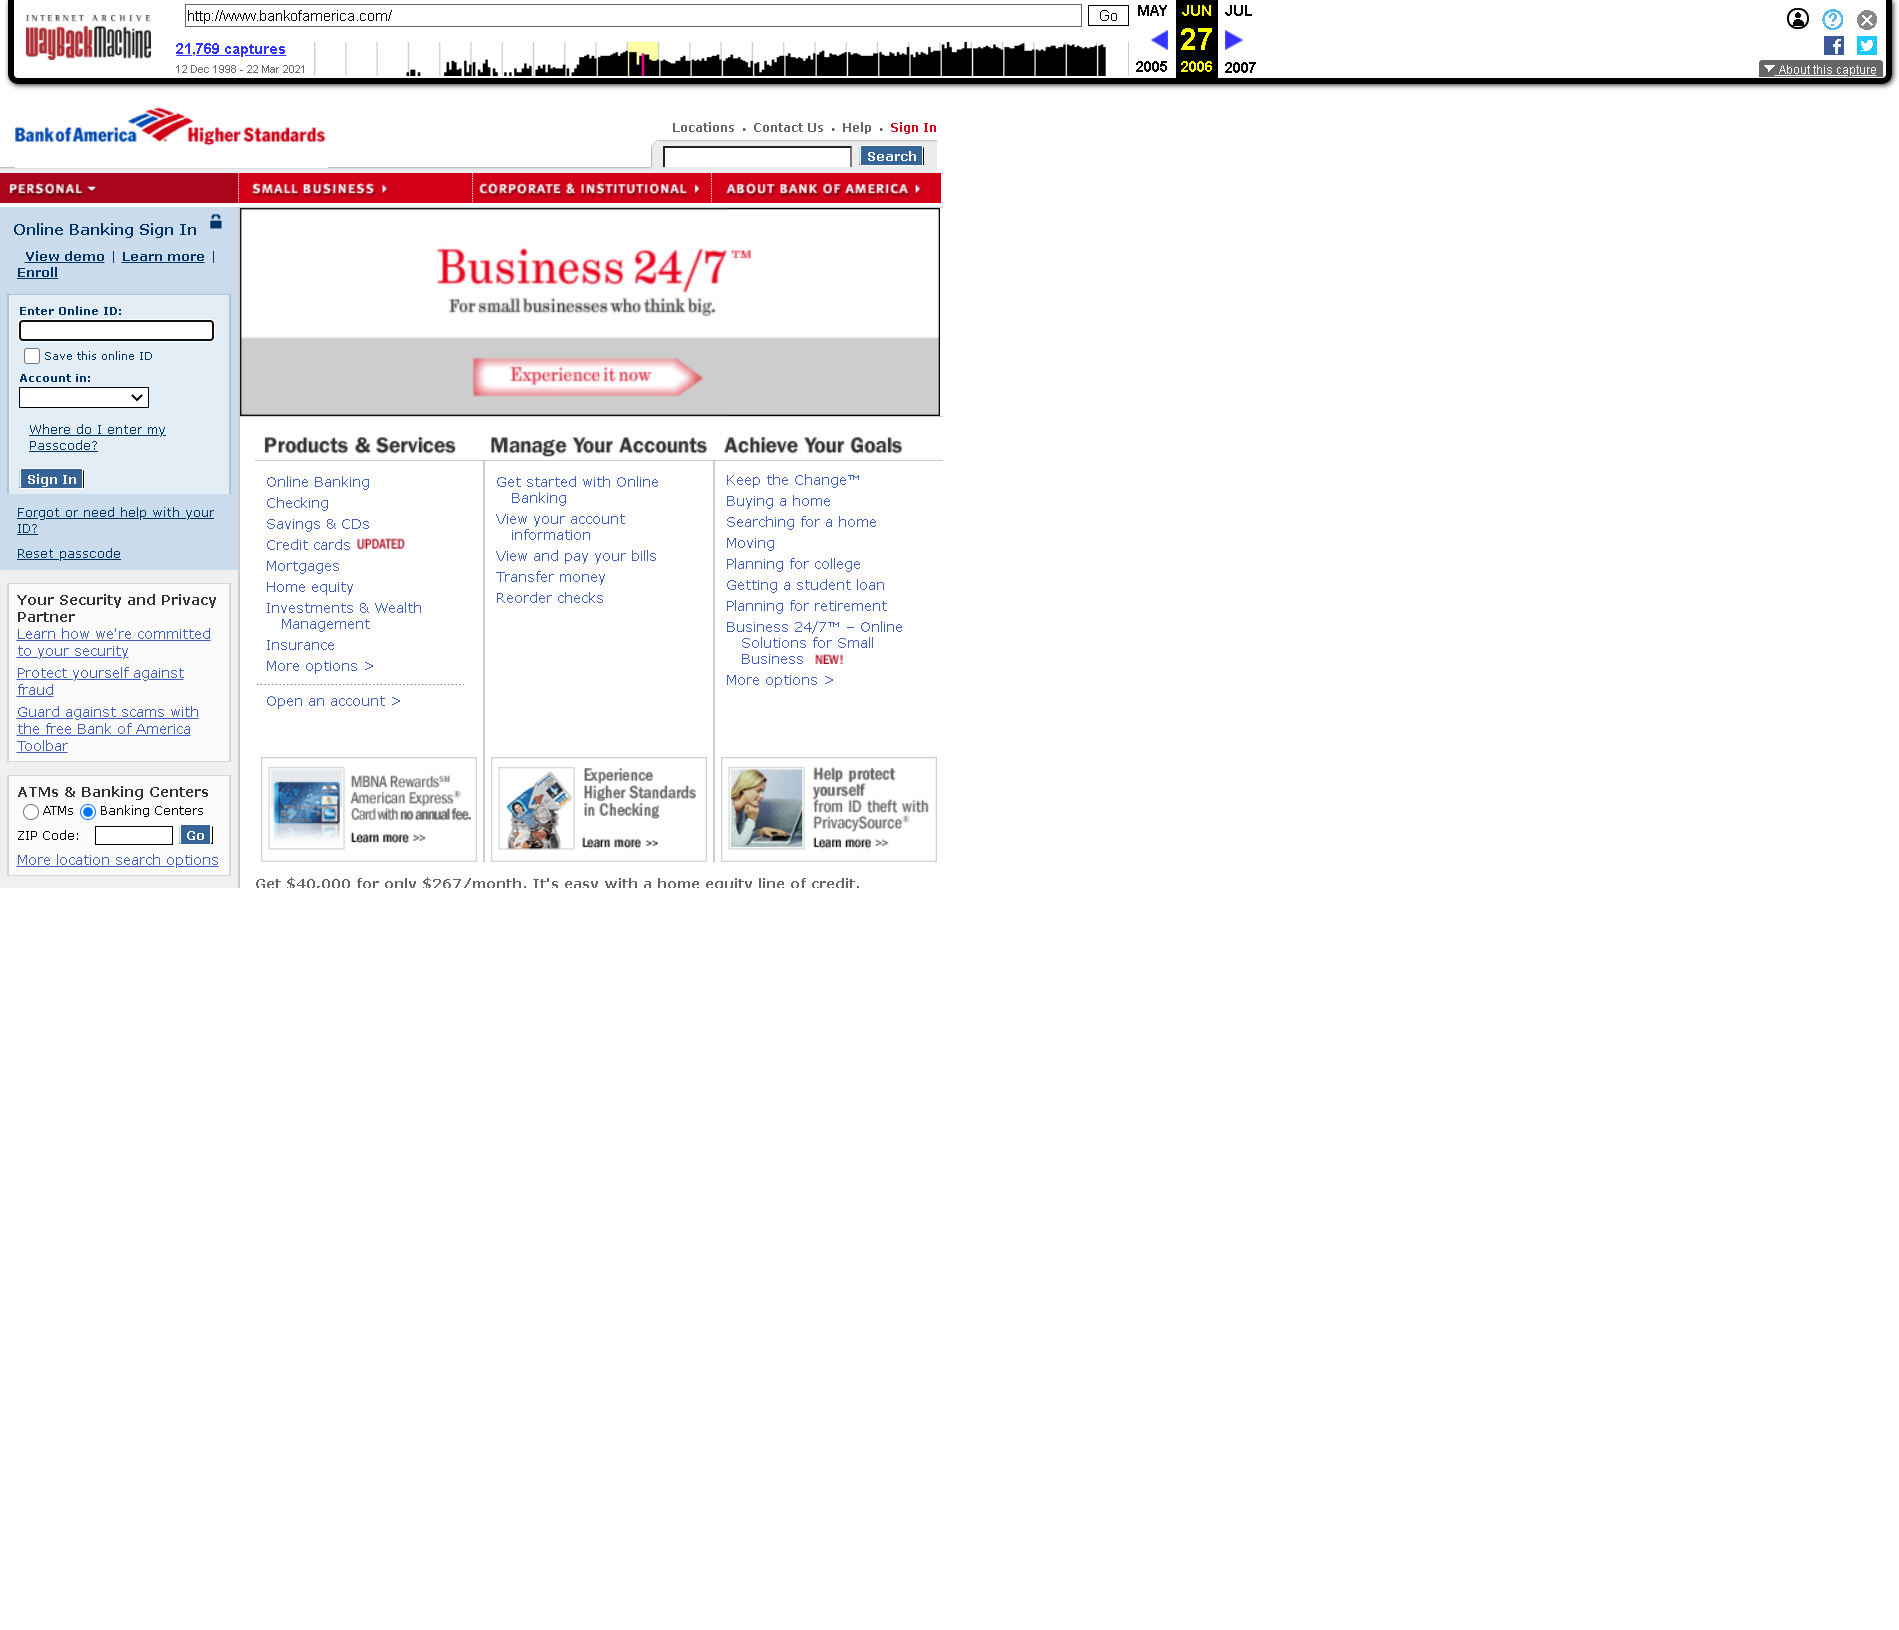 INTERNET ARCHIVE
WayBackMachine
http://www.bankofamerica.com/
Go
MAY
JUN
JUL
21,769 captures
27
12 Dec 1998 - 22 Mar 2021
2005
2006
2007
About this capture
Bank of America Higher Standards
Locations • Contact Us • Help • Sign In
Search
PERSONAL
SMALL BUSINESS
CORPORATE & INSTITUTIONAL
ABOUT BANK OF AMERICA
Online Banking Sign In
View demo | Learn more |
Enroll
Enter Online ID:
Save this online ID
Account in:
Where do I enter my
Passcode?
Sign In
Forgot or need help with your
ID?
Reset passcode
Your Security and Privacy
Partner
Learn how we're committed
to your security
Protect yourself against
fraud
Guard against scams with
the free Bank of America
Toolbar
ATMs & Banking Centers
ATMs
Banking Centers
ZIP Code:
Go
More location search options
Business 24/7™
For small businesses who think big.
Experience it now
Products & Services
Online Banking
Checking
Savings & CDs
Credit cards UPDATED
Mortgages
Home equity
Investments & Wealth
Management
Insurance
More options >
Open an account >
Manage Your Accounts
Get started with Online
Banking
View your account
information
View and pay your bills
Transfer money
Reorder checks
Achieve Your Goals
Keep the Change™
Buying a home
Searching for a home
Moving
Planning for college
Getting a student loan
Planning for retirement
Business 24/7™ – Online
Solutions for Small
Business NEW!
More options >
MBNA Rewards℠
American Express®
Card with no annual fee.
Learn more >>
Experience
Higher Standards
in Checking
Learn more >>
Help protect
yourself
from ID theft with
PrivacySource®
Learn more >>
Get $40,000 for only $267/month. It's easy with a home equity line of credit.